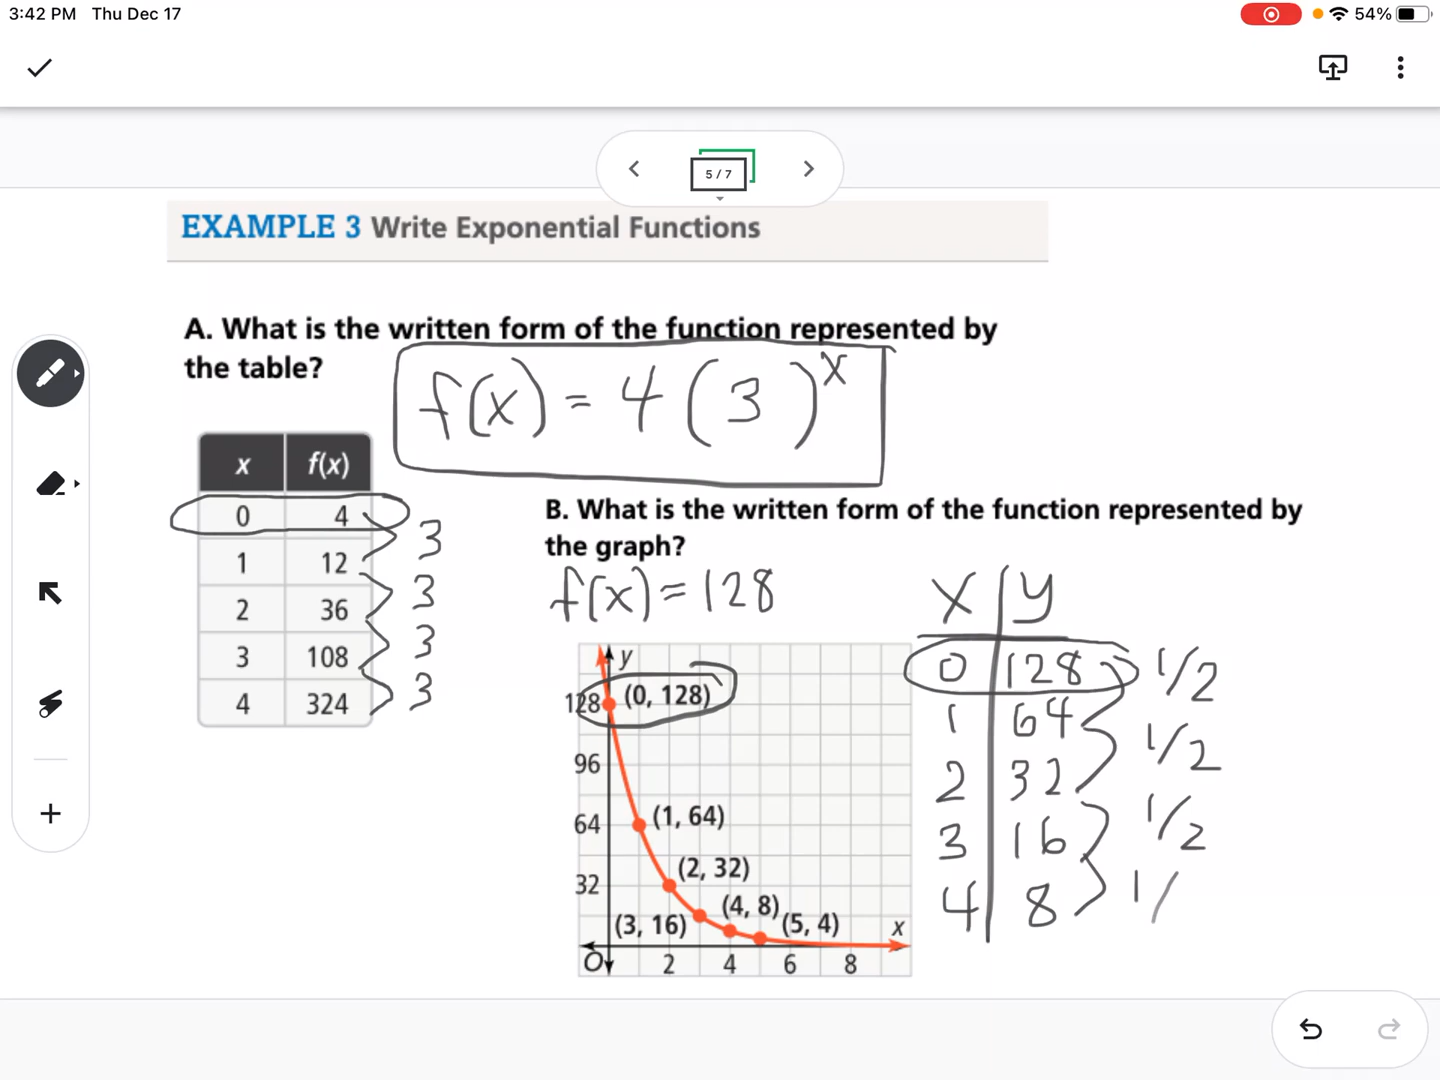 3:42 PM Thu Dec 17
54%
5 / 7
EXAMPLE 3 Write Exponential Functions
A. What is the written form of the function represented by
the table?
f(x) = 4(3)^x
x f(x)
0 4
1 12
2 36
3 108
4 324
3
3
3
3
B. What is the written form of the function represented by
the graph?
f(x) = 128
y
128 (0, 128)
96
64 (1, 64)
(2, 32)
32
(4, 8)
(3, 16) (5, 4) x
O 2 4 6 8
X y
0 128
1 64
2 32
3 16
4 8
1/2
1/2
1/2
1/